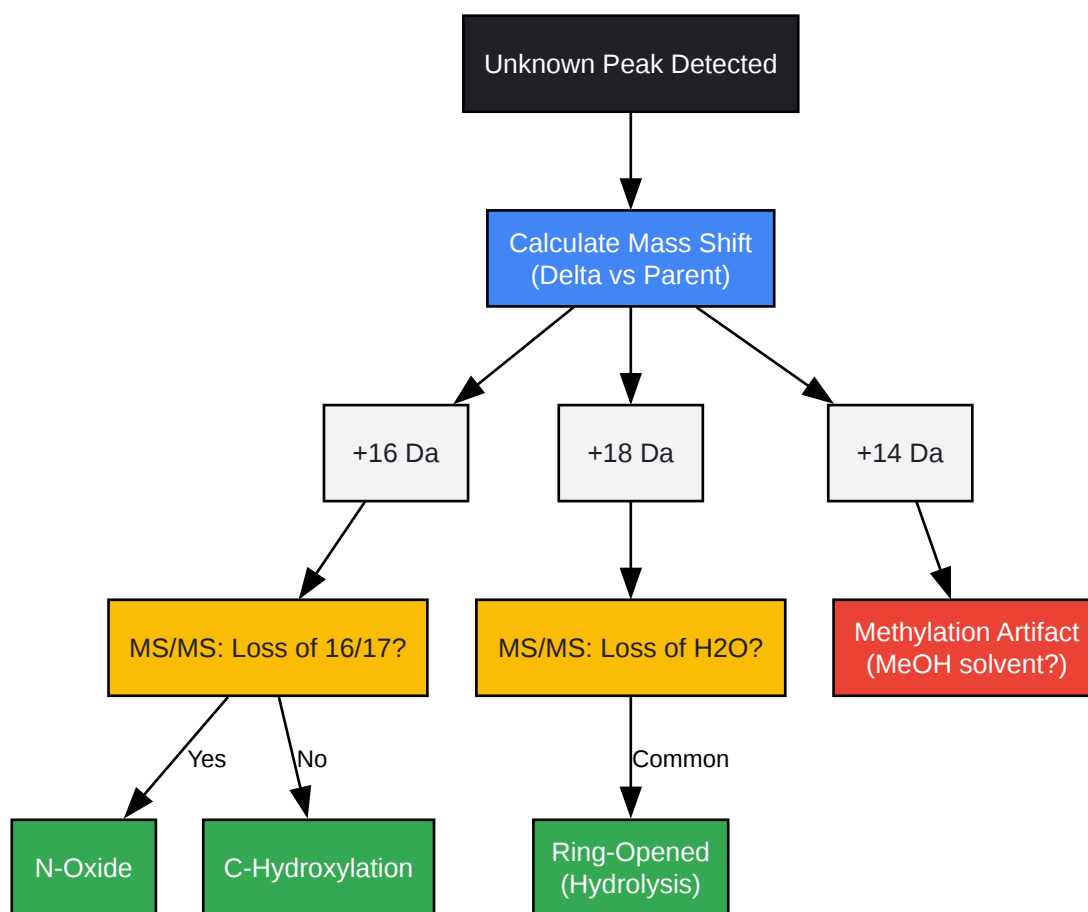 Unknown Peak Detected
Calculate Mass Shift
(Delta vs Parent)
+16 Da
+18 Da
+14 Da
MS/MS: Loss of 16/17?
MS/MS: Loss of H2O?
Methylation Artifact
(MeOH solvent?)
Yes
No
Common
N-Oxide
C-Hydroxylation
Ring-Opened
(Hydrolysis)